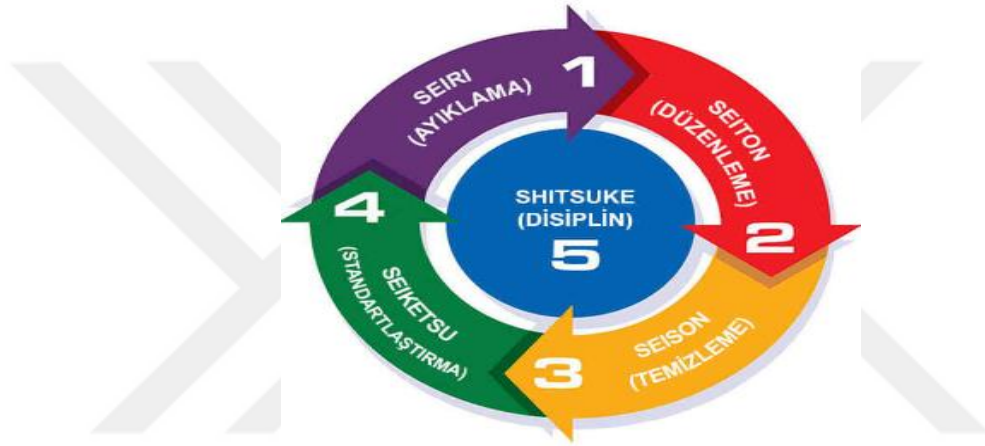 1
SEIRI
(AYIKLAMA)
2
SEITON
(DÜZENLEME)
3
SEISON
(TEMİZLEME)
4
SEIKETSU
(STANDARTLAŞTIRMA)
SHITSUKE
(DİSİPLİN)
5